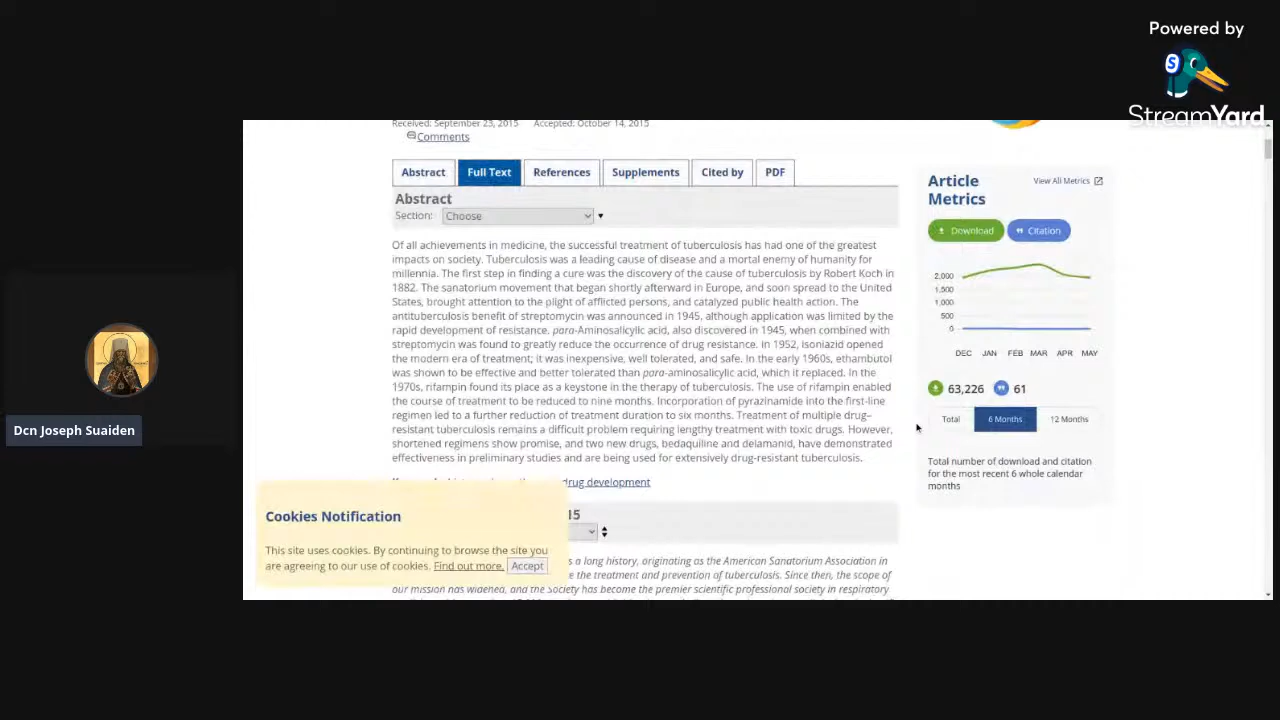 Powered by
S
StreamYard
Received: September 23, 2015 Accepted: October 14, 2015
Comments
Abstract Full Text References Supplements Cited by PDF
Abstract
Section: Choose
Of all achievements in medicine, the successful treatment of tuberculosis has had one of the greatest
impacts on society. Tuberculosis was a leading cause of disease and a mortal enemy of humanity for
millennia. The first step in finding a cure was the discovery of the cause of tuberculosis by Robert Koch in
1882. The sanatorium movement that began shortly afterward in Europe, and soon spread to the United
States, brought attention to the plight of afflicted persons, and catalyzed public health action. The
antituberculosis benefit of streptomycin was announced in 1945, although application was limited by the
rapid development of resistance. para-Aminosalicylic acid, also discovered in 1945, when combined with
streptomycin was found to greatly reduce the occurrence of drug resistance. In 1952, isoniazid opened
the modern era of treatment; it was inexpensive, well tolerated, and safe. In the early 1960s, ethambutol
was shown to be effective and better tolerated than para-aminosalicylic acid, which it replaced. In the
1970s, rifampin found its place as a keystone in the therapy of tuberculosis. The use of rifampin enabled
the course of treatment to be reduced to nine months. Incorporation of pyrazinamide into the first-line
regimen led to a further reduction of treatment duration to six months. Treatment of multiple drug–
resistant tuberculosis remains a difficult problem requiring lengthy treatment with toxic drugs. However,
shortened regimens show promise, and two new drugs, bedaquiline and delamanid, have demonstrated
effectiveness in preliminary studies and are being used for extensively drug-resistant tuberculosis.
drug development
15
s a long history, originating as the American Sanatorium Association in
e the treatment and prevention of tuberculosis. Since then, the scope of
our mission has widened, and the Society has become the premier scientific professional society in respiratory
Cookies Notification
This site uses cookies. By continuing to browse the site you
are agreeing to our use of cookies. Find out more. Accept
Article
Metrics
View All Metrics
Download Citation
2,000
1,500
1,000
500
0
DEC JAN FEB MAR APR MAY
63,226 61
Total 6 Months 12 Months
Total number of download and citation
for the most recent 6 whole calendar
months
Dcn Joseph Suaiden